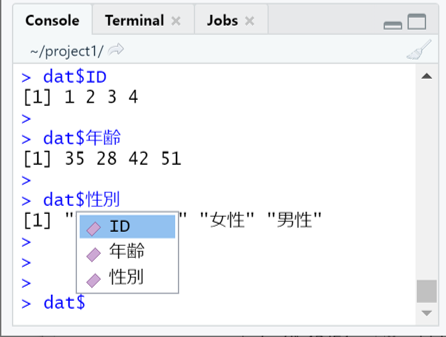 Console Terminal Jobs
~/project1/
> dat$ID
[1] 1 2 3 4
>
> dat$年齢
[1] 35 28 42 51
>
> dat$性別
[1] " " "女性" "男性"
>
ID
>
年齢
>
性別
> dat$